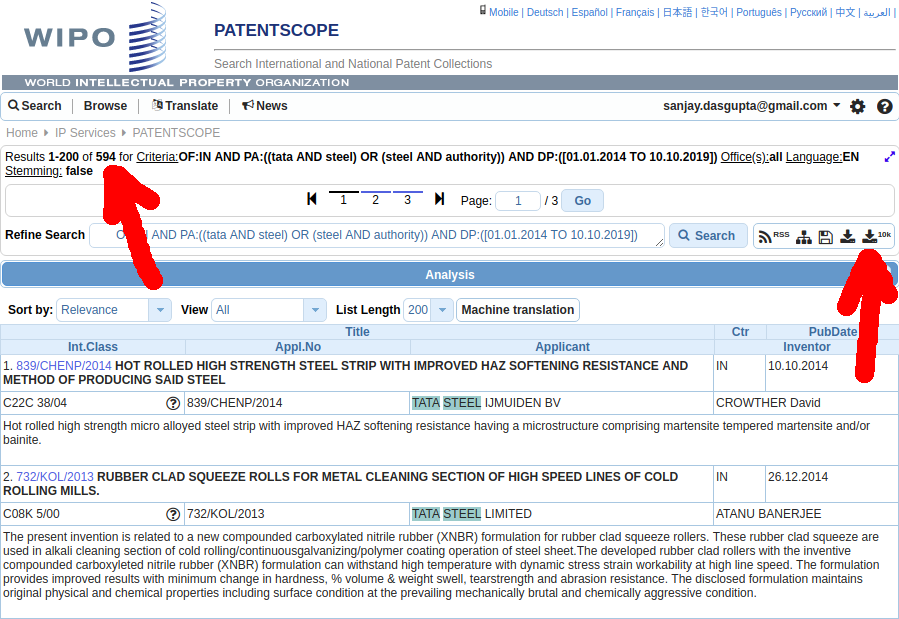 Mobile | Deutsch | Español | Français | 日本語 | 한국어 | Português | Русский | 中文 | العربية |
WIPO
PATENTSCOPE
Search International and National Patent Collections
WORLD INTELLECTUAL PROPERTY ORGANIZATION
Search Browse Translate News sanjay.dasgupta@gmail.com
Home IP Services PATENTSCOPE
Results 1-200 of 594 for Criteria:OF:IN AND PA:((tata AND steel) OR (steel AND authority)) AND DP:([01.01.2014 TO 10.10.2019]) Office(s):all Language:EN
Stemming: false
1 2 3 Page: 1 / 3 Go
Refine Search AND PA:((tata AND steel) OR (steel AND authority)) AND DP:([01.01.2014 TO 10.10.2019]) Search RSS 10k
Analysis
Sort by: Relevance View All List Length 200 Machine translation
Title Ctr PubDate
Int.Class Appl.No Applicant Inventor
1. 839/CHENP/2014 HOT ROLLED HIGH STRENGTH STEEL STRIP WITH IMPROVED HAZ SOFTENING RESISTANCE AND IN 10.10.2014
METHOD OF PRODUCING SAID STEEL
C22C 38/04 839/CHENP/2014 TATA STEEL IJMUIDEN BV CROWTHER David
Hot rolled high strength micro alloyed steel strip with improved HAZ softening resistance having a microstructure comprising martensite tempered martensite and/or
bainite.
2. 732/KOL/2013 RUBBER CLAD SQUEEZE ROLLS FOR METAL CLEANING SECTION OF HIGH SPEED LINES OF COLD IN 26.12.2014
ROLLING MILLS.
C08K 5/00 732/KOL/2013 TATA STEEL LIMITED ATANU BANERJEE
The present invention is related to a new compounded carboxylated nitrile rubber (XNBR) formulation for rubber clad squeeze rollers. These rubber clad squeeze are
used in alkali cleaning section of cold rolling/continuousgalvanizing/polymer coating operation of steel sheet.The developed rubber clad rollers with the inventive
compounded carboxyleted nitrile rubber (XNBR) formulation can withstand high temperature with dynamic stress strain workability at high line speed. The formulation
provides improved results with minimum change in hardness, % volume & weight swell, tearstrength and abrasion resistance. The disclosed formulation maintains
original physical and chemical properties including surface condition at the prevailing mechanically brutal and chemically aggressive condition.